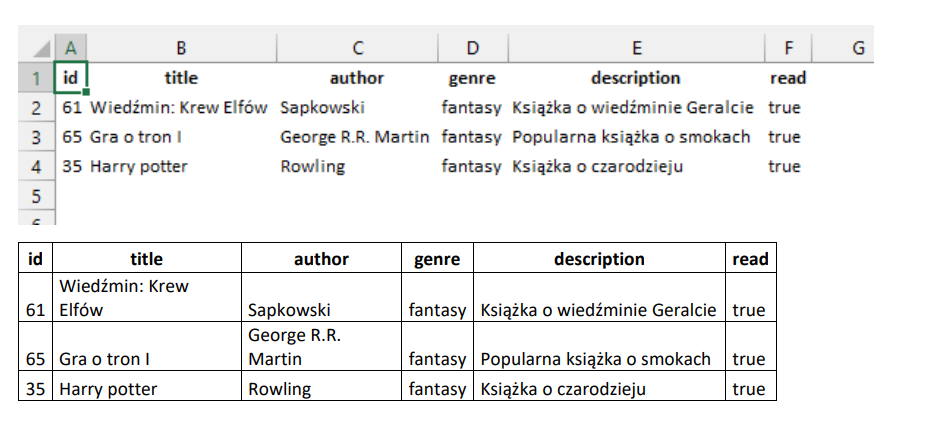 A B C D E F G
1 id title author genre description read
2 61 Wiedźmin: Krew Elfów Sapkowski fantasy Książka o wiedźminie Geralcie true
3 65 Gra o tron I George R.R. Martin fantasy Popularna książka o smokach true
4 35 Harry potter Rowling fantasy Książka o czarodzieju true
5
id title author genre description read
Wiedźmin: Krew
61 Elfów Sapkowski fantasy Książka o wiedźminie Geralcie true
George R.R.
65 Gra o tron I Martin fantasy Popularna książka o smokach true
35 Harry potter Rowling fantasy Książka o czarodzieju true